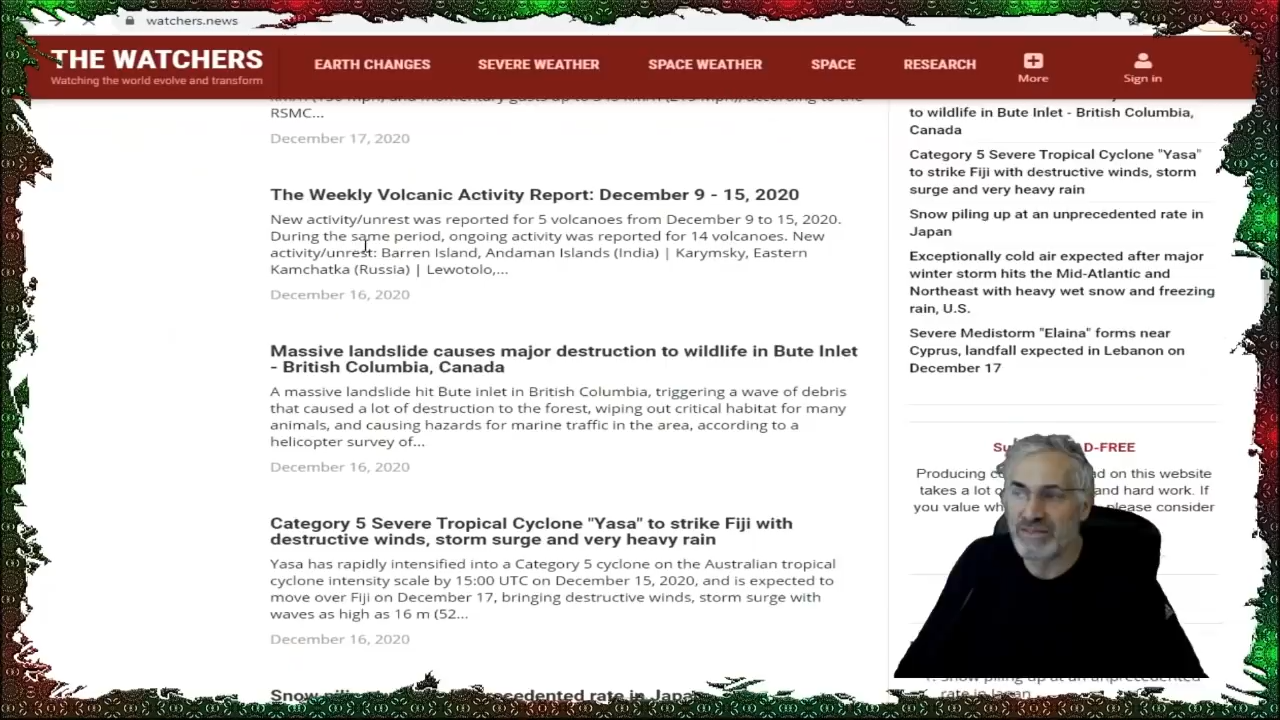 watchers.news
THE WATCHERS
Watching the world evolve and transform
EARTH CHANGES
SEVERE WEATHER
SPACE WEATHER
SPACE
RESEARCH
More
Sign in
RSMC...
December 17, 2020
The Weekly Volcanic Activity Report: December 9 - 15, 2020
New activity/unrest was reported for 5 volcanoes from December 9 to 15, 2020.
During the same period, ongoing activity was reported for 14 volcanoes. New
activity/unrest: Barren Island, Andaman Islands (India) | Karymsky, Eastern
Kamchatka (Russia) | Lewotolo,...
December 16, 2020
Massive landslide causes major destruction to wildlife in Bute Inlet
- British Columbia, Canada
A massive landslide hit Bute inlet in British Columbia, triggering a wave of debris
that caused a lot of destruction to the forest, wiping out critical habitat for many
animals, and causing hazards for marine traffic in the area, according to a
helicopter survey of...
December 16, 2020
Category 5 Severe Tropical Cyclone "Yasa" to strike Fiji with
destructive winds, storm surge and very heavy rain
Yasa has rapidly intensified into a Category 5 cyclone on the Australian tropical
cyclone intensity scale by 15:00 UTC on December 15, 2020, and is expected to
move over Fiji on December 17, bringing destructive winds, storm surge with
waves as high as 16 m (52...
December 16, 2020
to wildlife in Bute Inlet - British Columbia,
Canada
Category 5 Severe Tropical Cyclone "Yasa"
to strike Fiji with destructive winds, storm
surge and very heavy rain
Snow piling up at an unprecedented rate in
Japan
Exceptionally cold air expected after major
winter storm hits the Mid-Atlantic and
Northeast with heavy wet snow and freezing
rain, U.S.
Severe Medistorm "Elaina" forms near
Cyprus, landfall expected in Lebanon on
December 17
D-FREE
Producing on this website
takes a lot and hard work. If
you value please consider
1. Snow piling up at an unprecedented
rate in Japan